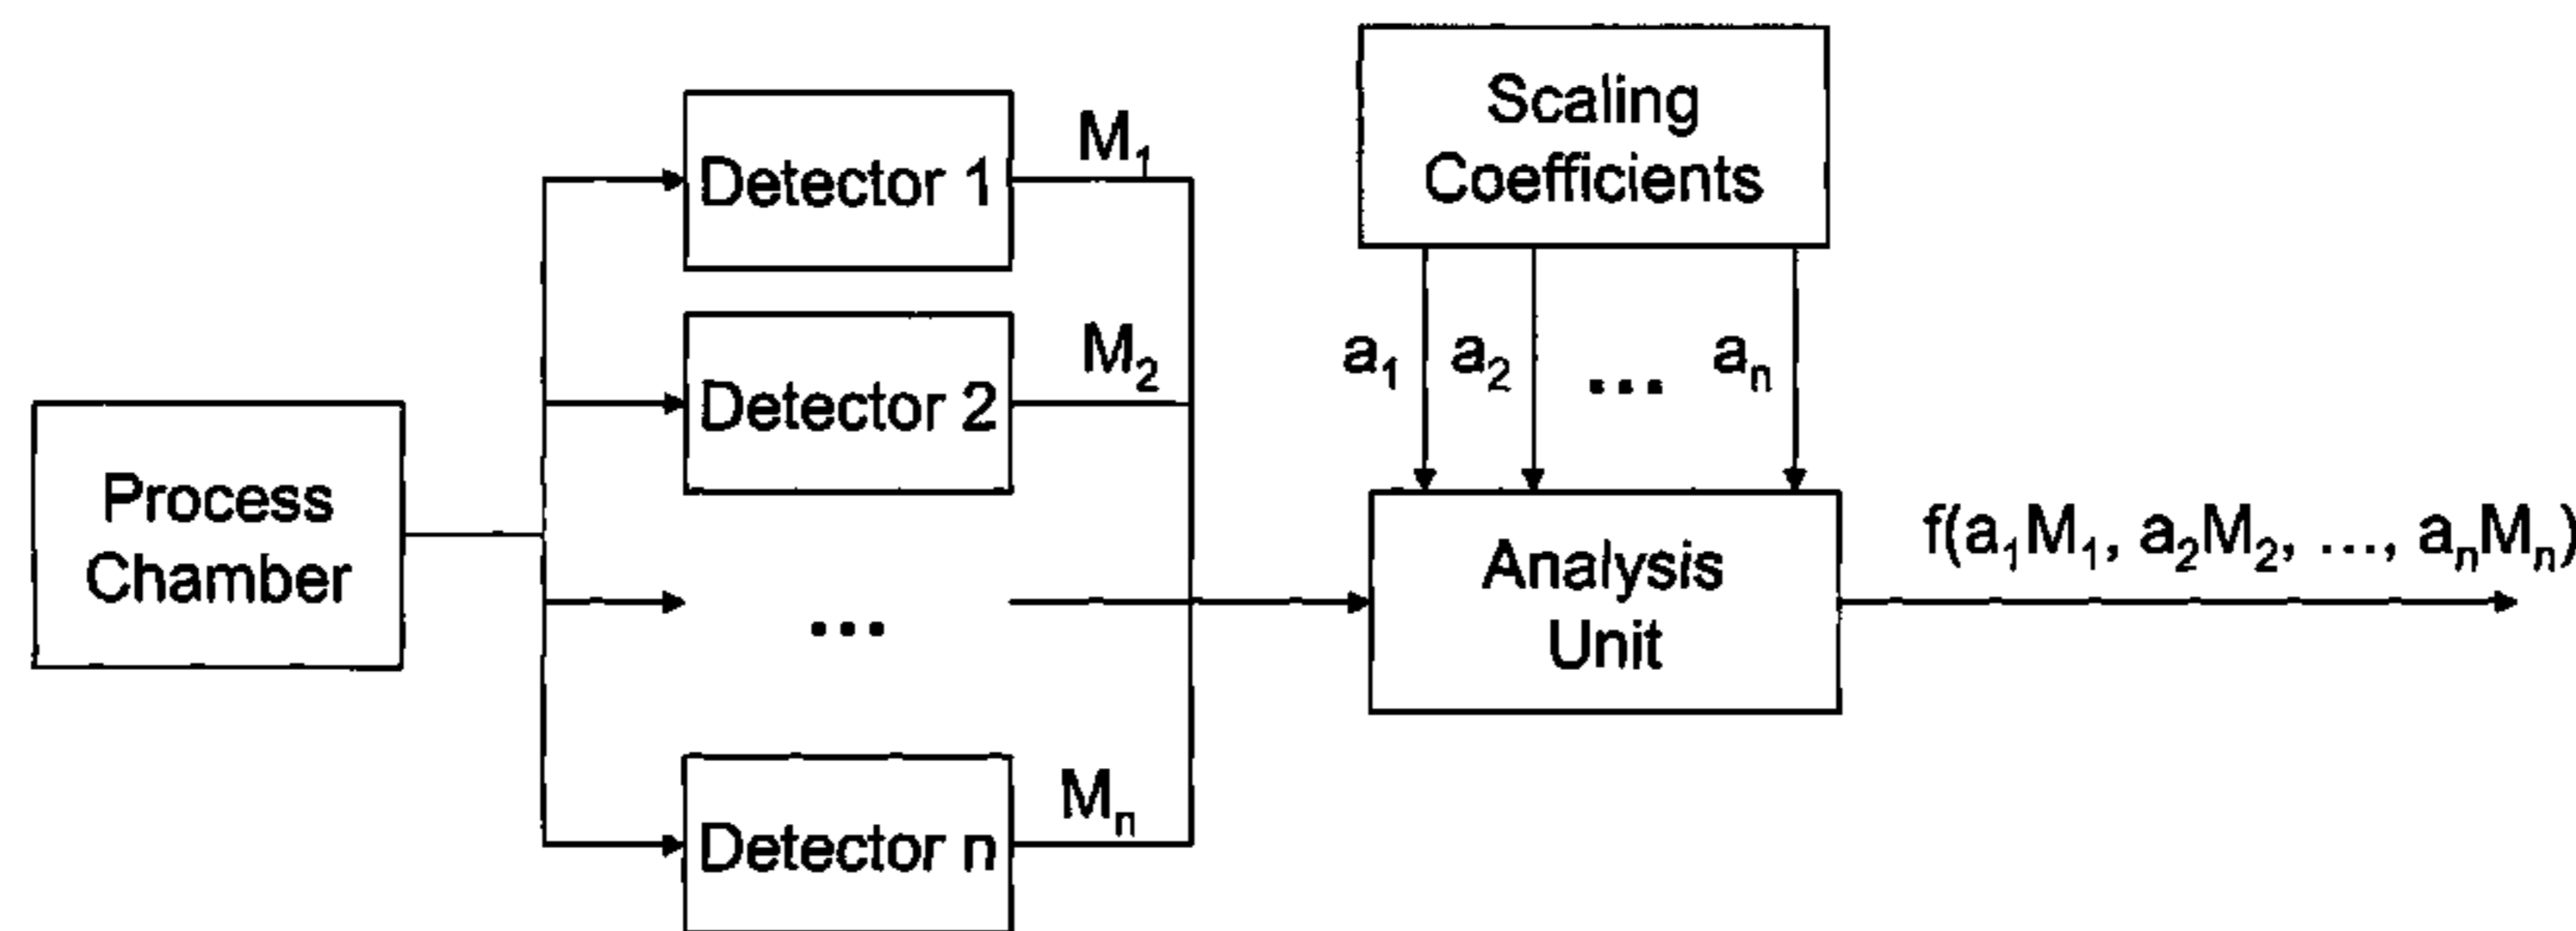 Process
Chamber
Detector 1
Detector 2
...
Detector n
M₁
M₂
Mₙ
Scaling
Coefficients
a₁ a₂ ... aₙ
Analysis
Unit
f(a₁M₁, a₂M₂, ..., aₙMₙ)